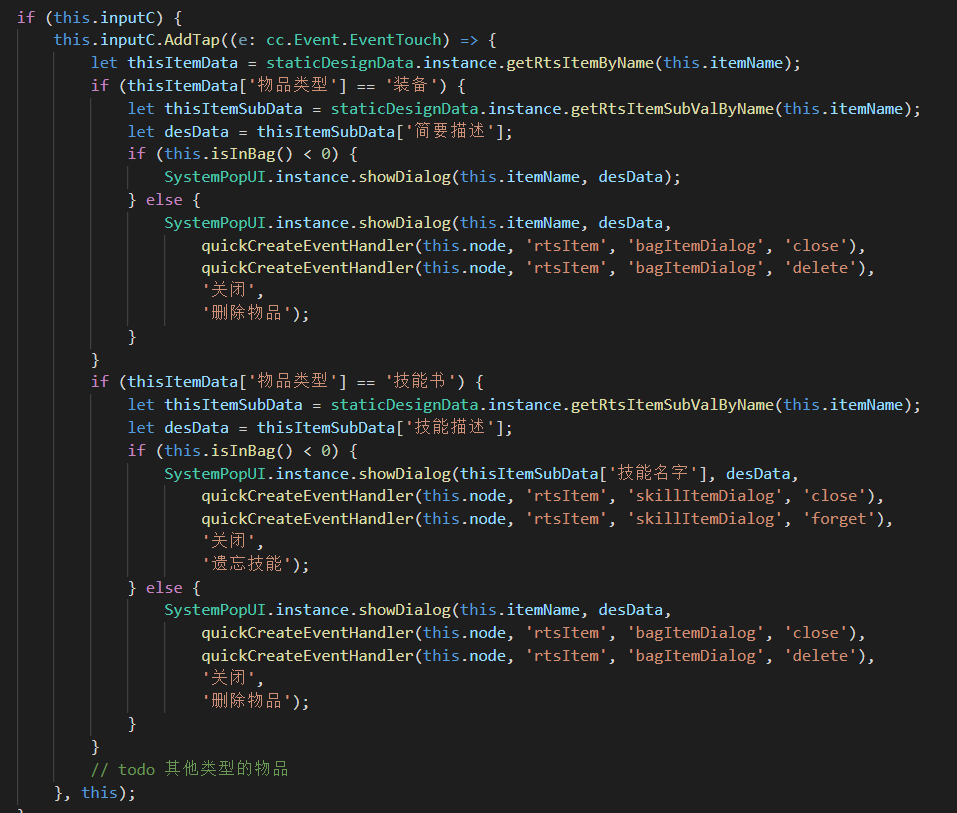 if (this.inputC) {
this.inputC.AddTap((e: cc.Event.EventTouch) => {
let thisItemData = staticDesignData.instance.getRtsItemByName(this.itemName);
if (thisItemData['物品类型'] == '装备') {
let thisItemSubData = staticDesignData.instance.getRtsItemSubValByName(this.itemName);
let desData = thisItemSubData['简要描述'];
if (this.isInBag() < 0) {
SystemPopUI.instance.showDialog(this.itemName, desData);
} else {
SystemPopUI.instance.showDialog(this.itemName, desData,
quickCreateEventHandler(this.node, 'rtsItem', 'bagItemDialog', 'close'),
quickCreateEventHandler(this.node, 'rtsItem', 'bagItemDialog', 'delete'),
'关闭',
'删除物品');
}
}
if (thisItemData['物品类型'] == '技能书') {
let thisItemSubData = staticDesignData.instance.getRtsItemSubValByName(this.itemName);
let desData = thisItemSubData['技能描述'];
if (this.isInBag() < 0) {
SystemPopUI.instance.showDialog(thisItemSubData['技能名字'], desData,
quickCreateEventHandler(this.node, 'rtsItem', 'skillItemDialog', 'close'),
quickCreateEventHandler(this.node, 'rtsItem', 'skillItemDialog', 'forget'),
'关闭',
'遗忘技能');
} else {
SystemPopUI.instance.showDialog(this.itemName, desData,
quickCreateEventHandler(this.node, 'rtsItem', 'bagItemDialog', 'close'),
quickCreateEventHandler(this.node, 'rtsItem', 'bagItemDialog', 'delete'),
'关闭',
'删除物品');
}
}
// todo 其他类型的物品
}, this);